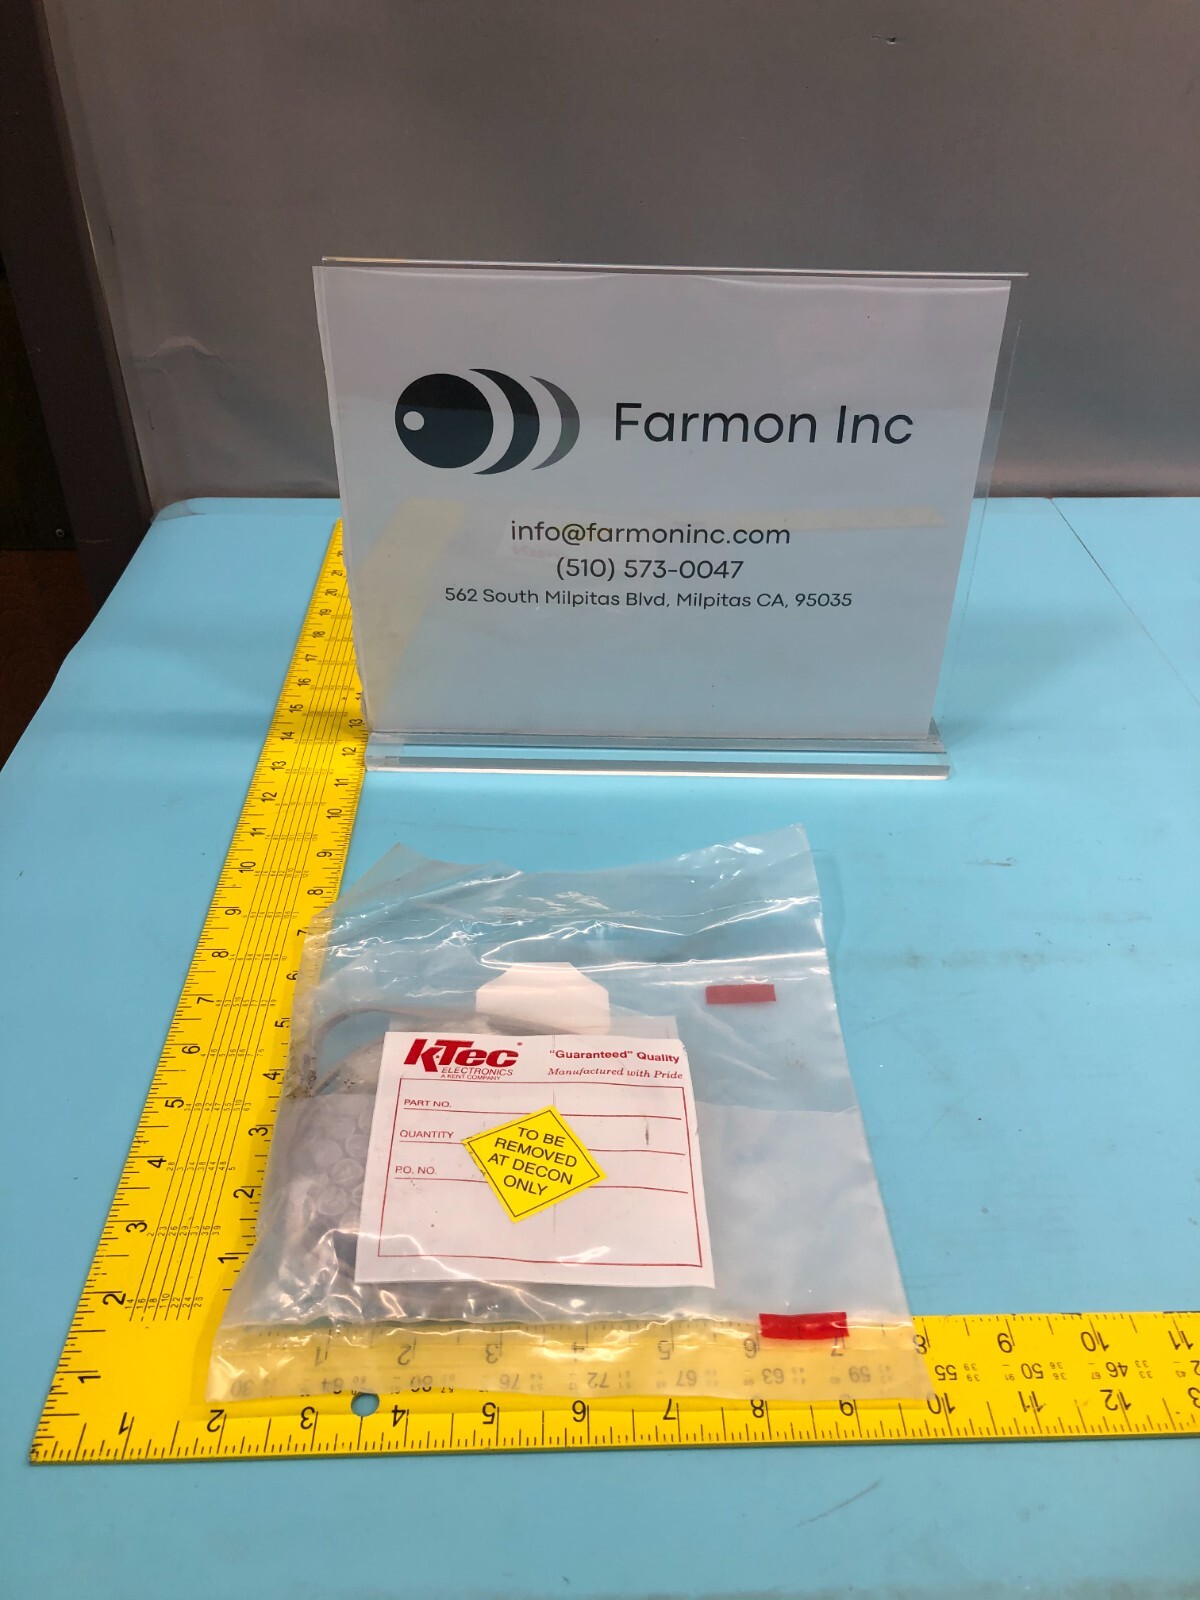 Farmon Inc
info@farmoninc.com
(510) 573-0047
562 South Milpitas Blvd, Milpitas CA, 95035
K-Tec
ELECTRONICS
A KENT COMPANY
"Guaranteed" Quality
Manufactured with Pride
PART NO.
QUANTITY
P.O. NO.
TO BE
REMOVED
AT DECON
ONLY